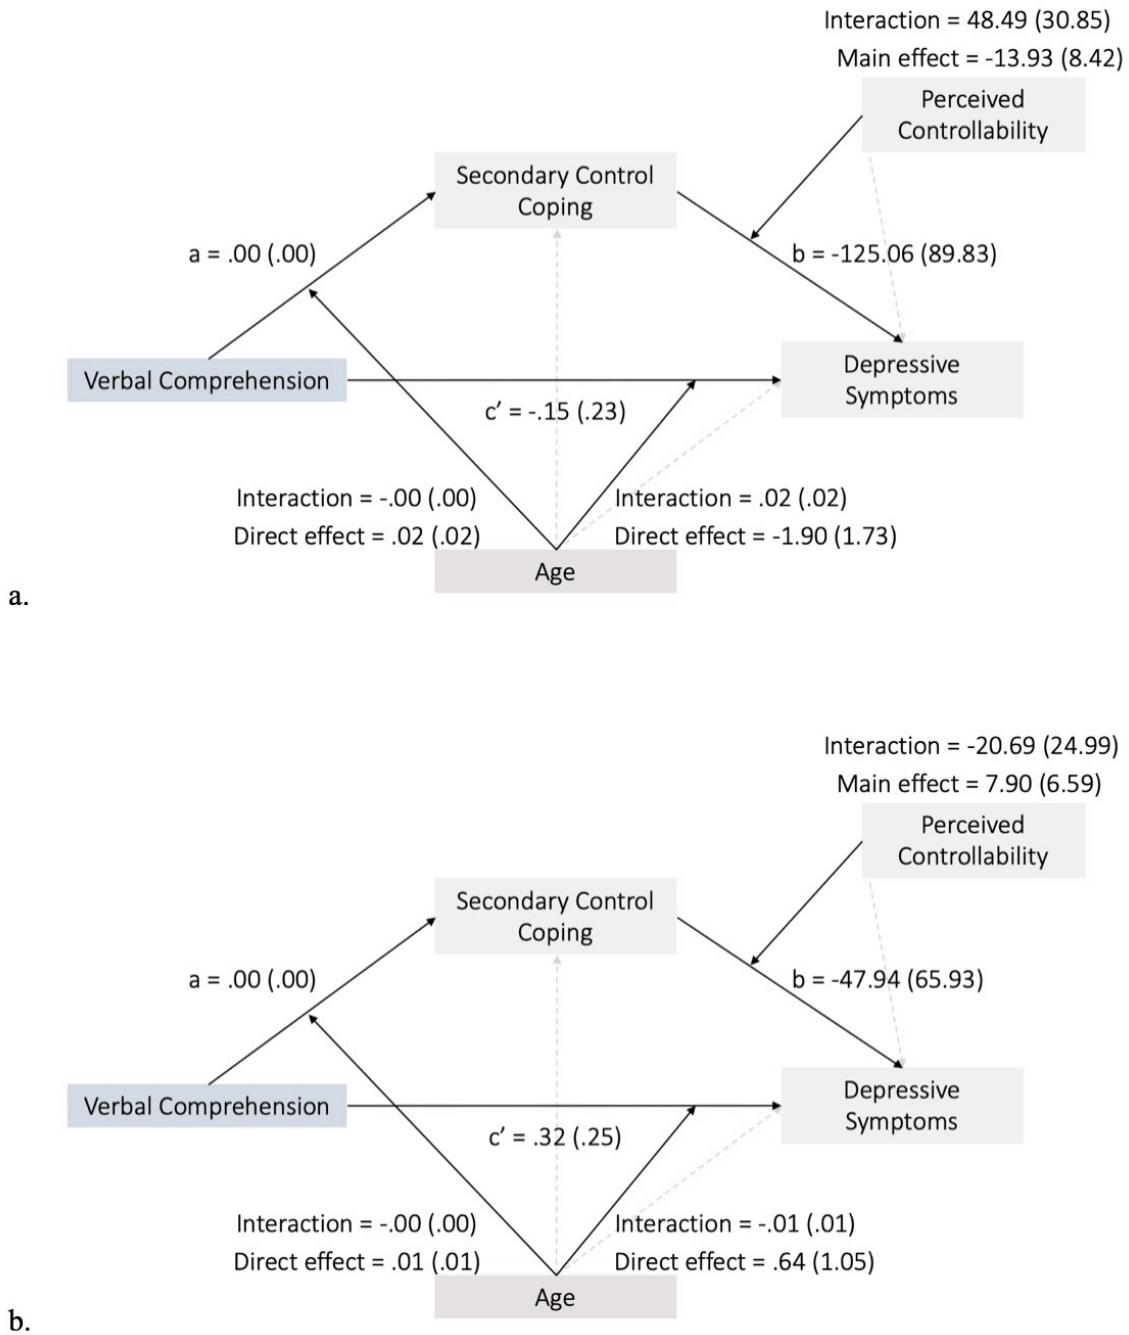 Interaction = 48.49 (30.85)
Main effect = -13.93 (8.42)
Perceived
Controllability
Secondary Control
Coping
a = .00 (.00)
b = -125.06 (89.83)
Verbal Comprehension
Depressive
Symptoms
c’ = -.15 (.23)
Interaction = -.00 (.00)
Direct effect = .02 (.02)
Interaction = .02 (.02)
Direct effect = -1.90 (1.73)
Age
a.
Interaction = -20.69 (24.99)
Main effect = 7.90 (6.59)
Perceived
Controllability
Secondary Control
Coping
a = .00 (.00)
b = -47.94 (65.93)
Verbal Comprehension
Depressive
Symptoms
c’ = .32 (.25)
Interaction = -.00 (.00)
Direct effect = .01 (.01)
Interaction = -.01 (.01)
Direct effect = .64 (1.05)
Age
b.